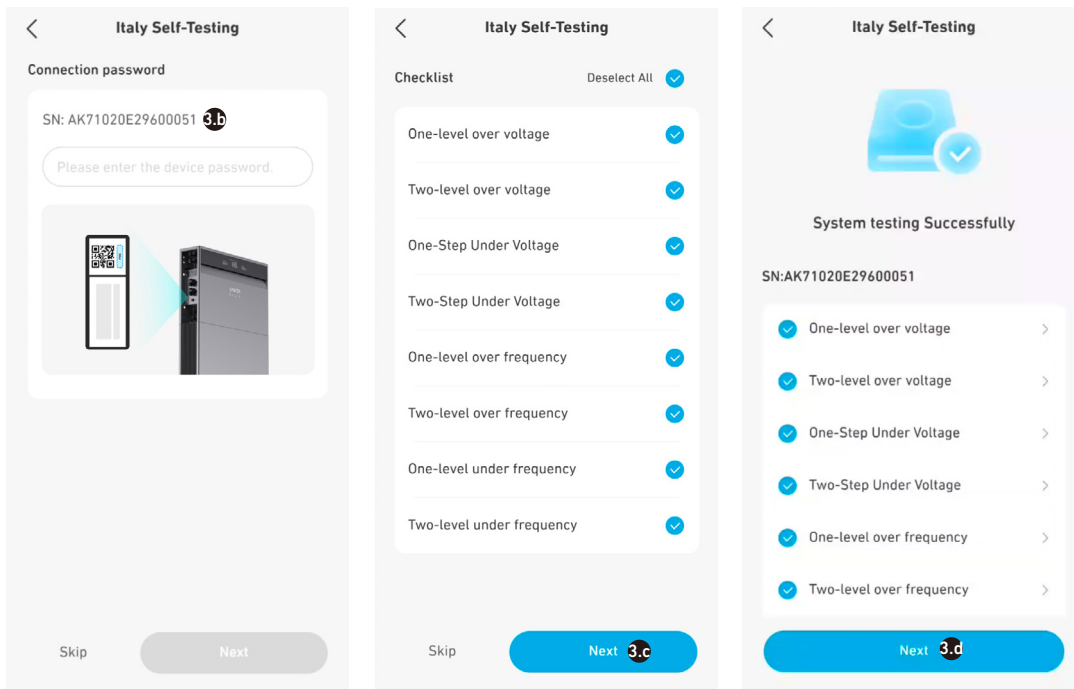 Italy Self-Testing
Connection password
SN: AK71020E29600051 3.b
Please enter the device password.
Skip
Next
Italy Self-Testing
Checklist
Deselect All
One-level over voltage
Two-level over voltage
One-Step Under Voltage
Two-Step Under Voltage
One-level over frequency
Two-level over frequency
One-level under frequency
Two-level under frequency
Skip
Next 3.c
Italy Self-Testing
System testing Successfully
SN:AK71020E29600051
One-level over voltage
Two-level over voltage
One-Step Under Voltage
Two-Step Under Voltage
One-level over frequency
Two-level over frequency
Next 3.d